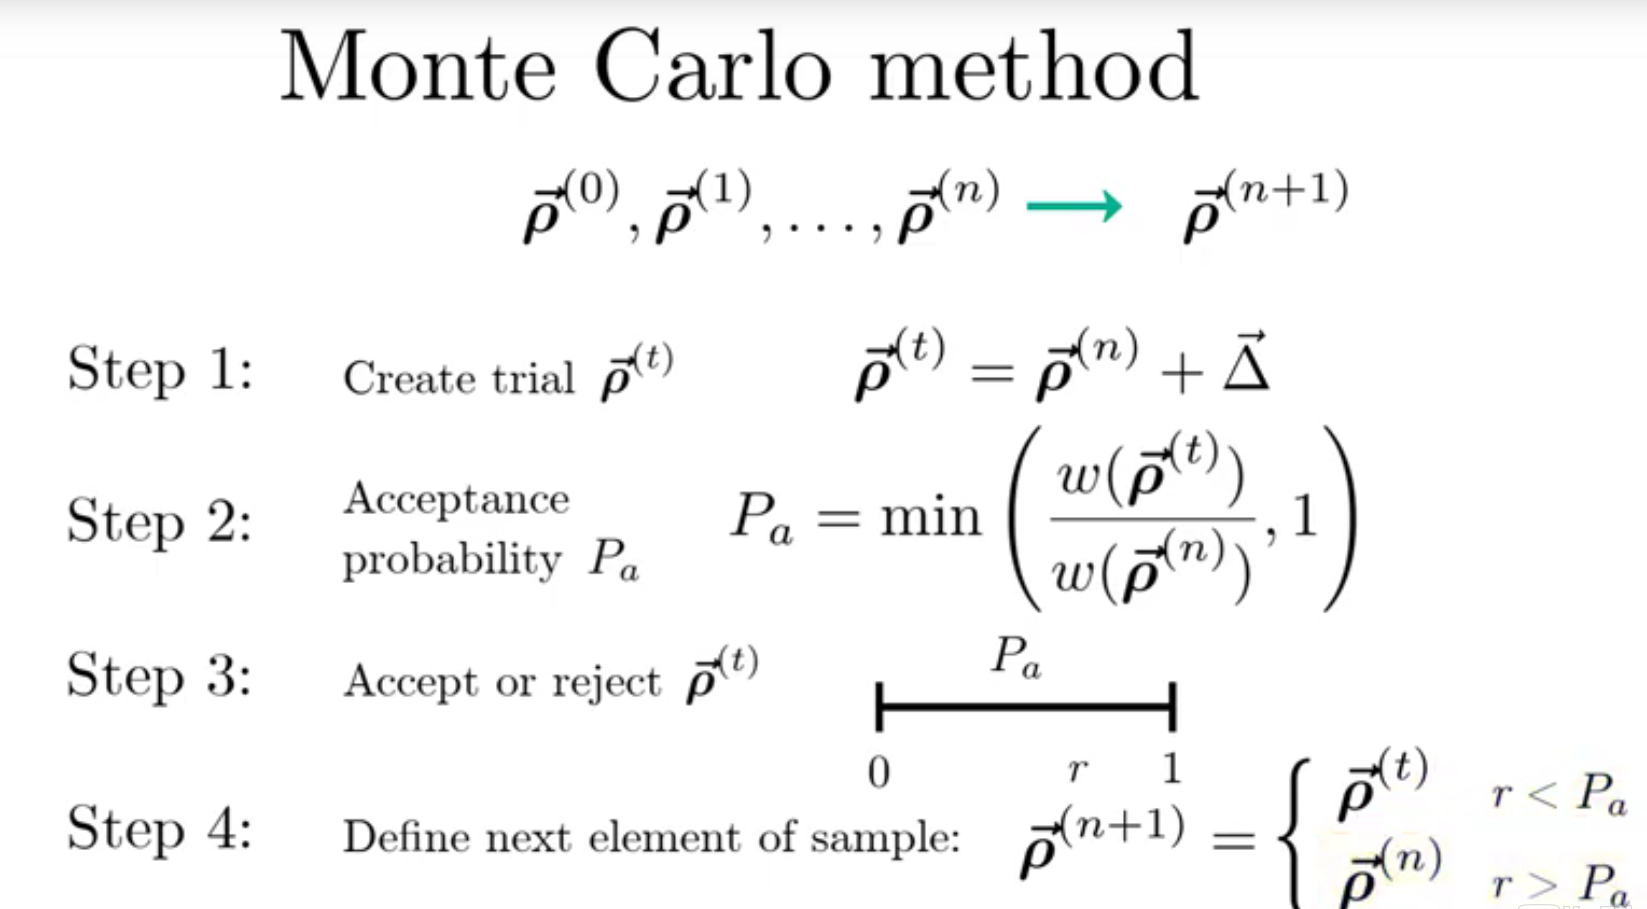 Monte Carlo method
$\vec{\boldsymbol{\rho}}^{(0)}, \vec{\boldsymbol{\rho}}^{(1)}, \ldots, \vec{\boldsymbol{\rho}}^{(n)} \longrightarrow \vec{\boldsymbol{\rho}}^{(n+1)}$
Step 1: Create trial $\vec{\boldsymbol{\rho}}^{(t)}$ $\vec{\boldsymbol{\rho}}^{(t)} = \vec{\boldsymbol{\rho}}^{(n)} + \vec{\Delta}$
Step 2: Acceptance probability $P_a$ $P_a = \min\left(\frac{w(\vec{\boldsymbol{\rho}}^{(t)})}{w(\vec{\boldsymbol{\rho}}^{(n)})}, 1\right)$
Step 3: Accept or reject $\vec{\boldsymbol{\rho}}^{(t)}$ $P_a$
0 r 1
Step 4: Define next element of sample: $\vec{\boldsymbol{\rho}}^{(n+1)} = \begin{cases} \vec{\boldsymbol{\rho}}^{(t)} & r < P_a \\ \vec{\boldsymbol{\rho}}^{(n)} & r > P_a \end{cases}$